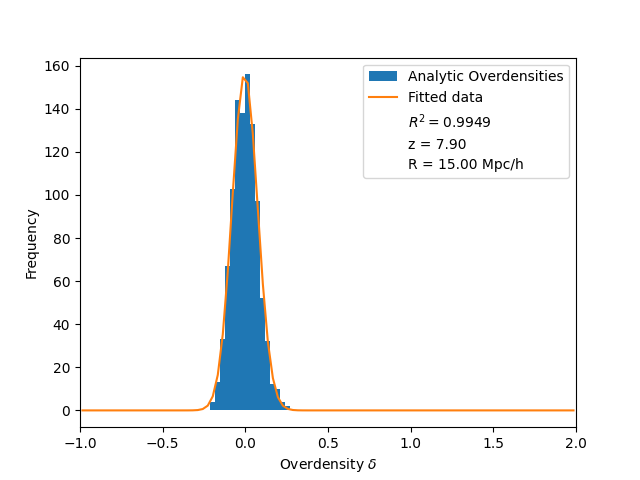 160
140
120
100
80
60
40
20
0
Frequency
Analytic Overdensities
Fitted data
R² = 0.9949
z = 7.90
R = 15.00 Mpc/h
−1.0 −0.5 0.0 0.5 1.0 1.5 2.0
Overdensity δ